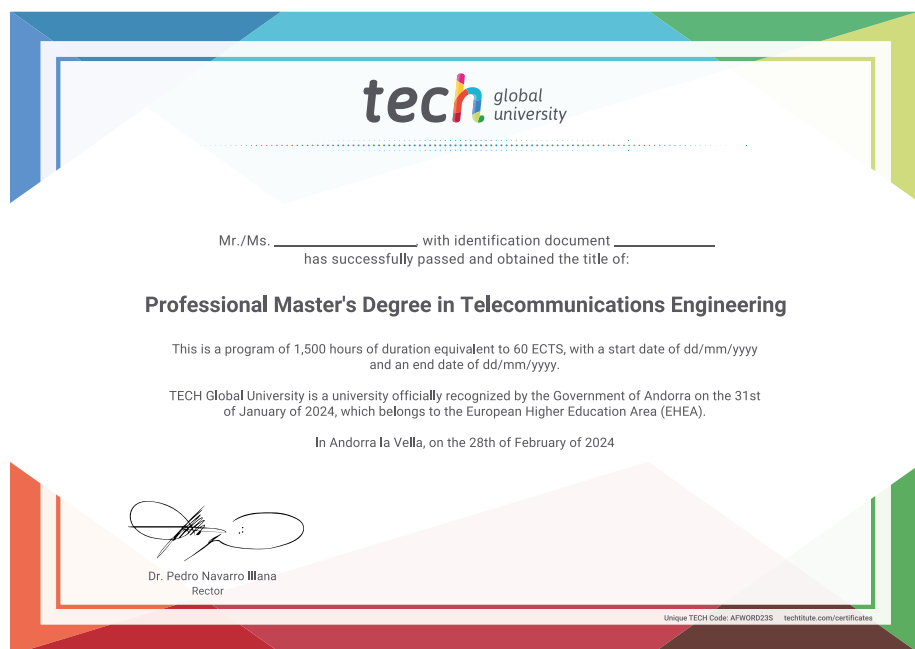 tech global
university
Mr./Ms. ________________, with identification document ____________
has successfully passed and obtained the title of:
Professional Master's Degree in Telecommunications Engineering
This is a program of 1,500 hours of duration equivalent to 60 ECTS, with a start date of dd/mm/yyyy
and an end date of dd/mm/yyyy.
TECH Global University is a university officially recognized by the Government of Andorra on the 31st
of January of 2024, which belongs to the European Higher Education Area (EHEA).
In Andorra la Vella, on the 28th of February of 2024
Dr. Pedro Navarro Illana
Rector
Unique TECH Code: AFWORD23S techtitute.com/certificates